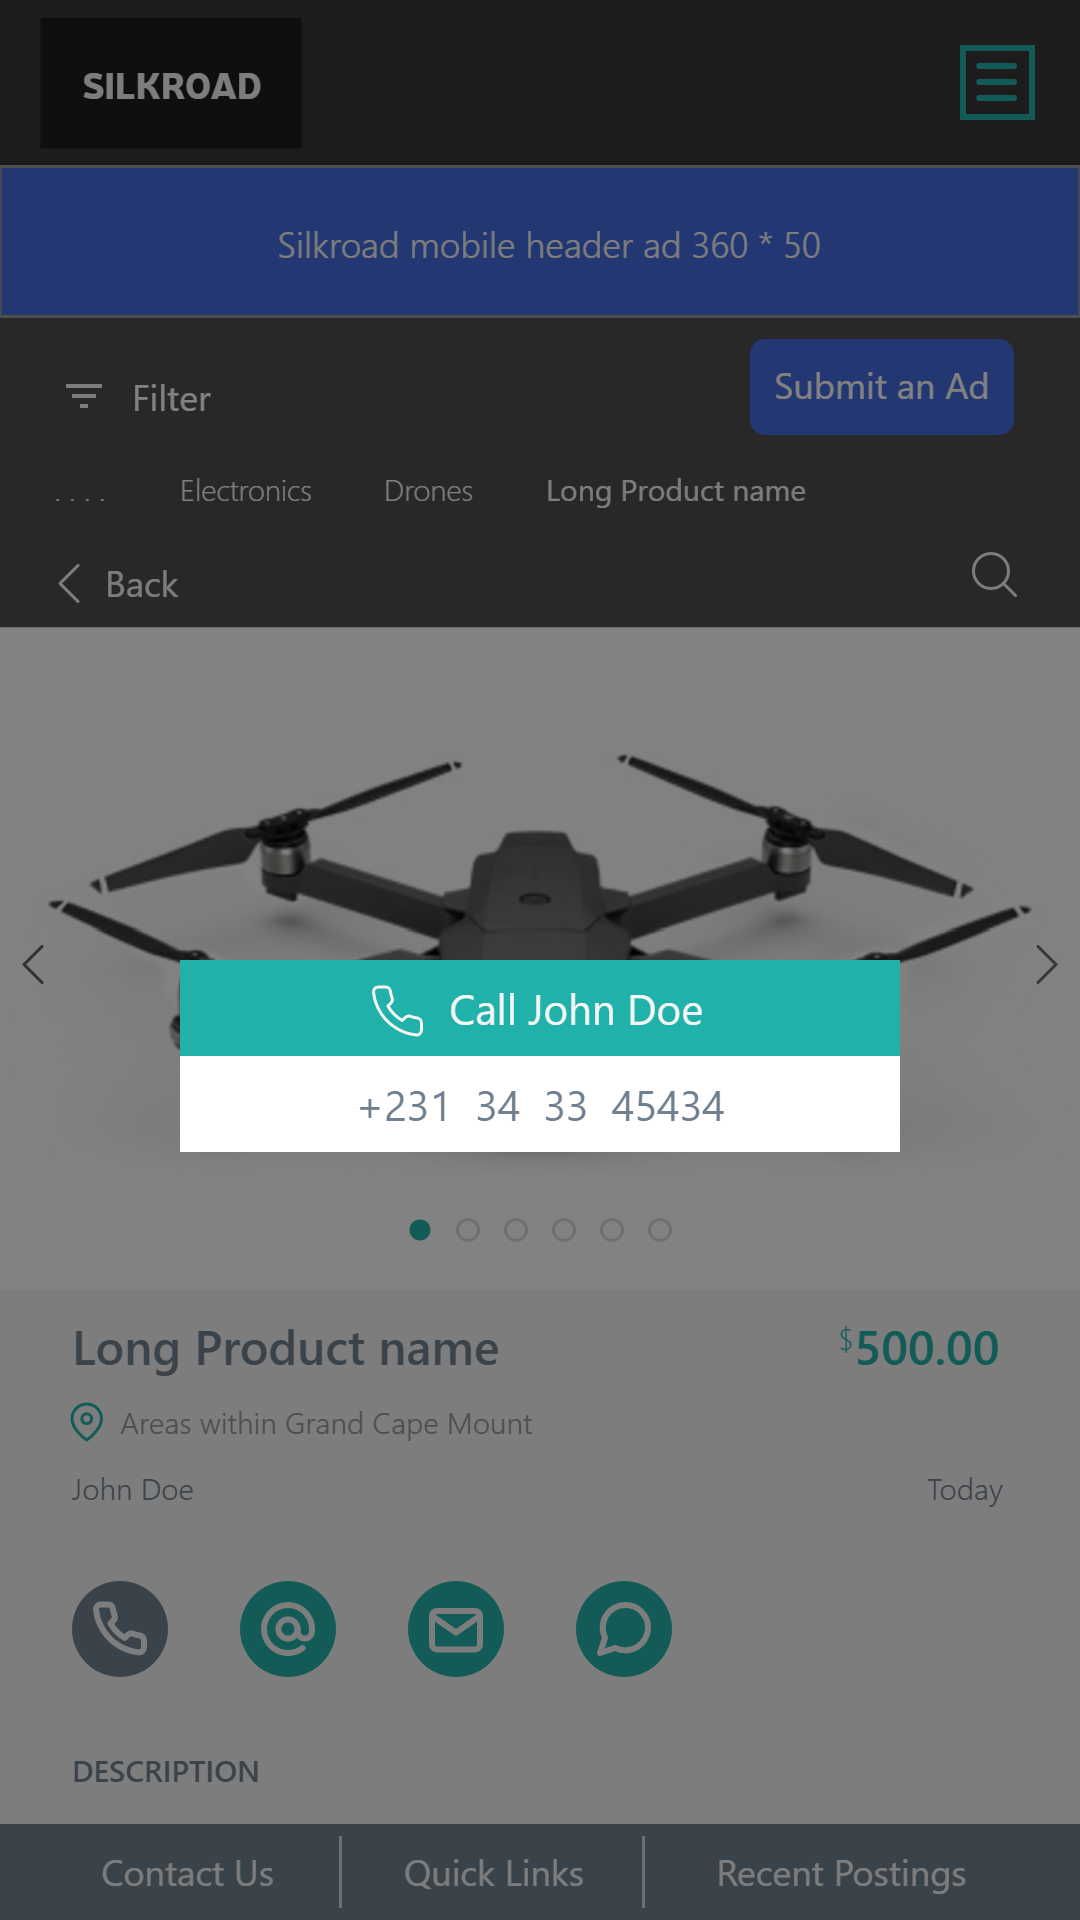 SILKROAD
Silkroad mobile header ad 360 * 50
Filter
Submit an Ad
.... Electronics Drones Long Product name
Back
Call John Doe
+231 34 33 45434
Long Product name
$500.00
Areas within Grand Cape Mount
John Doe
Today
DESCRIPTION
Contact Us
Quick Links
Recent Postings